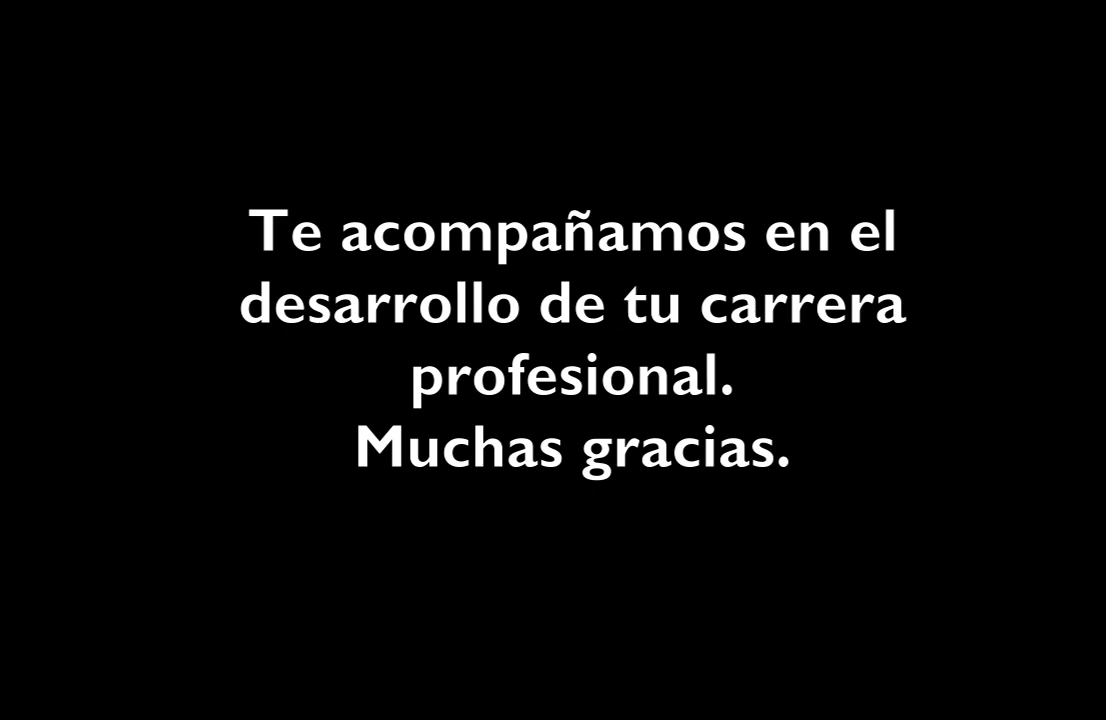 Te acompañamos en el
desarrollo de tu carrera
profesional.
Muchas gracias.